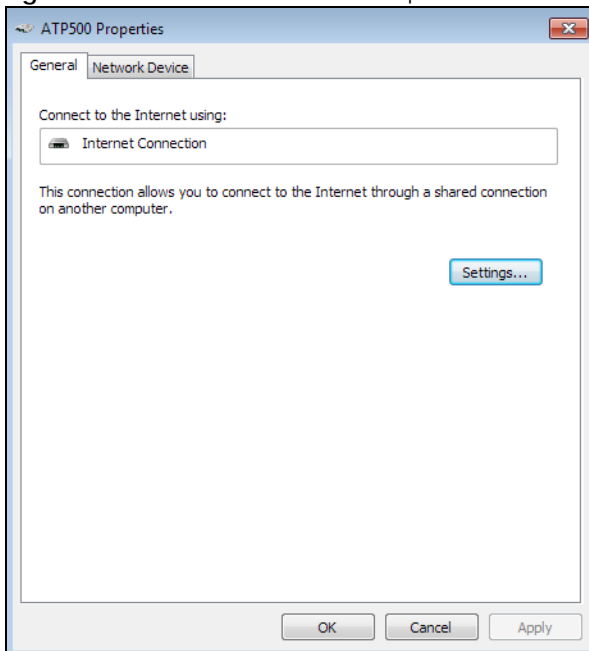 ATP500 Properties
General
Network Device
Connect to the Internet using:
Internet Connection
This connection allows you to connect to the Internet through a shared connection
on another computer.
Settings...
OK
Cancel
Apply